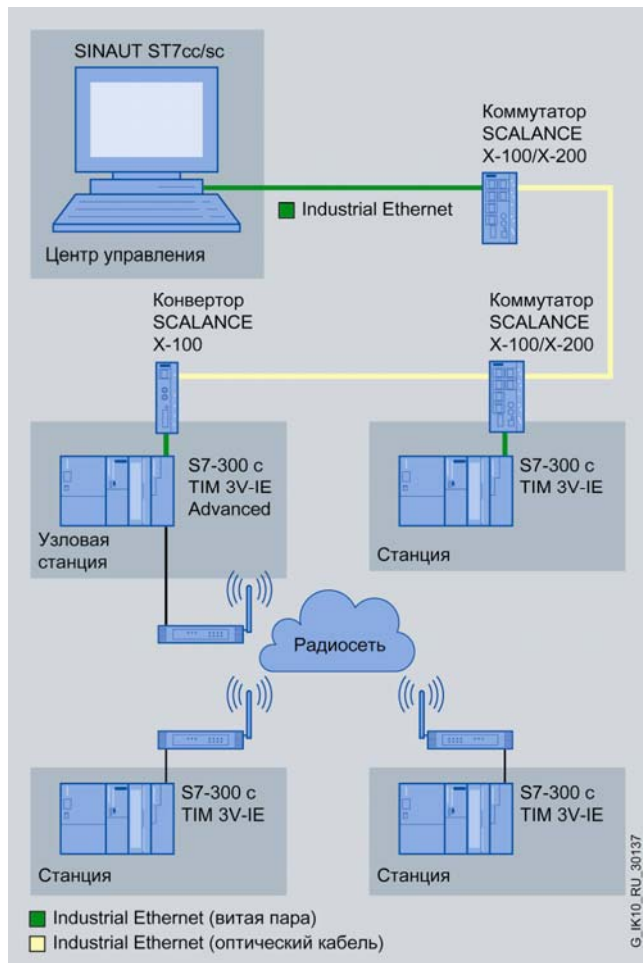 SINAUT ST7cc/sc
Центр управления
Industrial Ethernet
Коммутатор
SCALANCE
X-100/X-200
Конвертор
SCALANCE
X-100
Коммутатор
SCALANCE
X-100/X-200
S7-300 с
TIM 3V-IE
Advanced
Узловая
станция
S7-300 с
TIM 3V-IE
Станция
Радиосеть
S7-300 с
TIM 3V-IE
Станция
S7-300 с
TIM 3V-IE
Станция
Industrial Ethernet (витая пара)
Industrial Ethernet (оптический кабель)
G_IK10_RU_30137